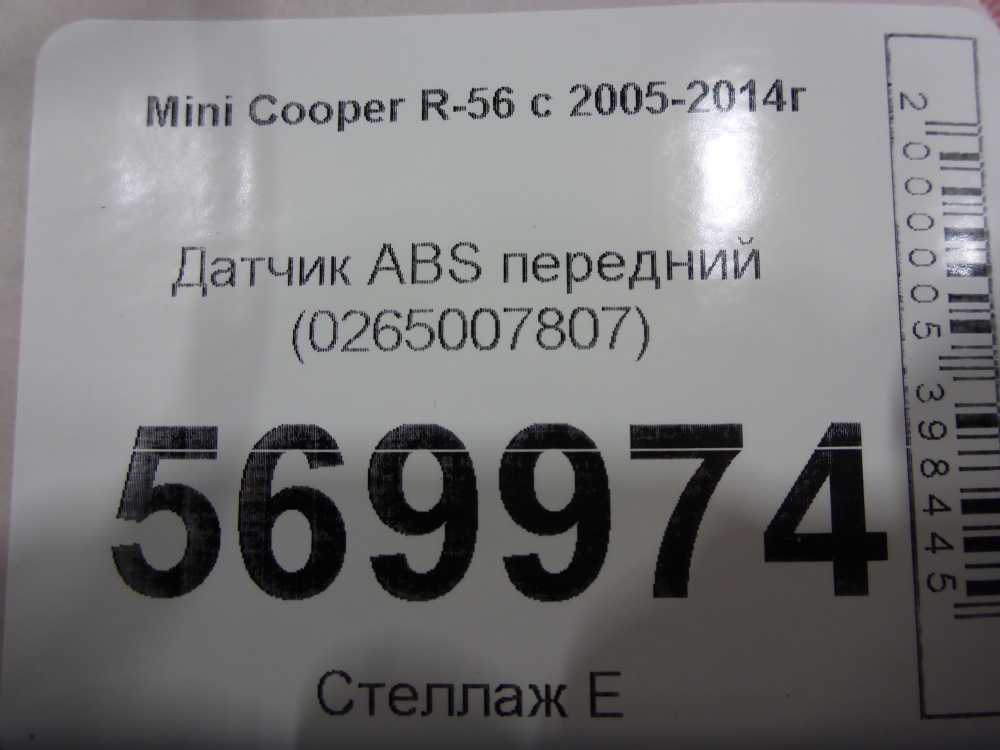 Mini Cooper R-56 с 2005-2014г
Датчик ABS передний
(0265007807)
569974
Стеллаж Е
2000005398445